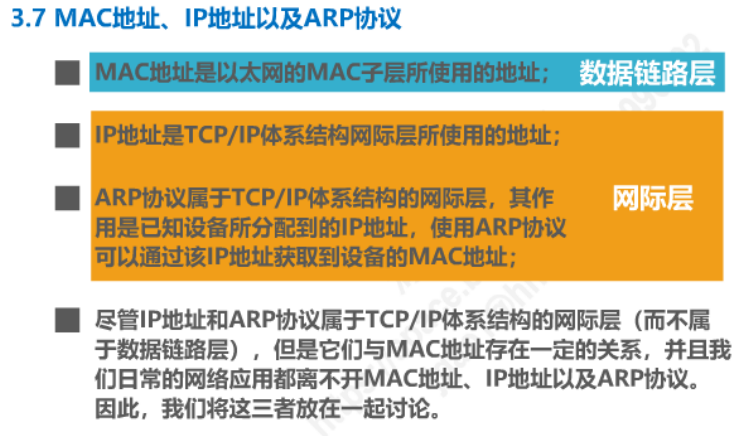 3.7 MAC地址、IP地址以及ARP协议
MAC地址是以太网的MAC子层所使用的地址； 数据链路层
IP地址是TCP/IP体系结构网际层所使用的地址；
ARP协议属于TCP/IP体系结构的网际层，其作
用是已知设备所分配到的IP地址，使用ARP协议
可以通过该IP地址获取到设备的MAC地址；
网际层
尽管IP地址和ARP协议属于TCP/IP体系结构的网际层（而不属
于数据链路层），但是它们与MAC地址存在一定的关系，并且我
们日常的网络应用都离不开MAC地址、IP地址以及ARP协议。
因此，我们将这三者放在一起讨论。